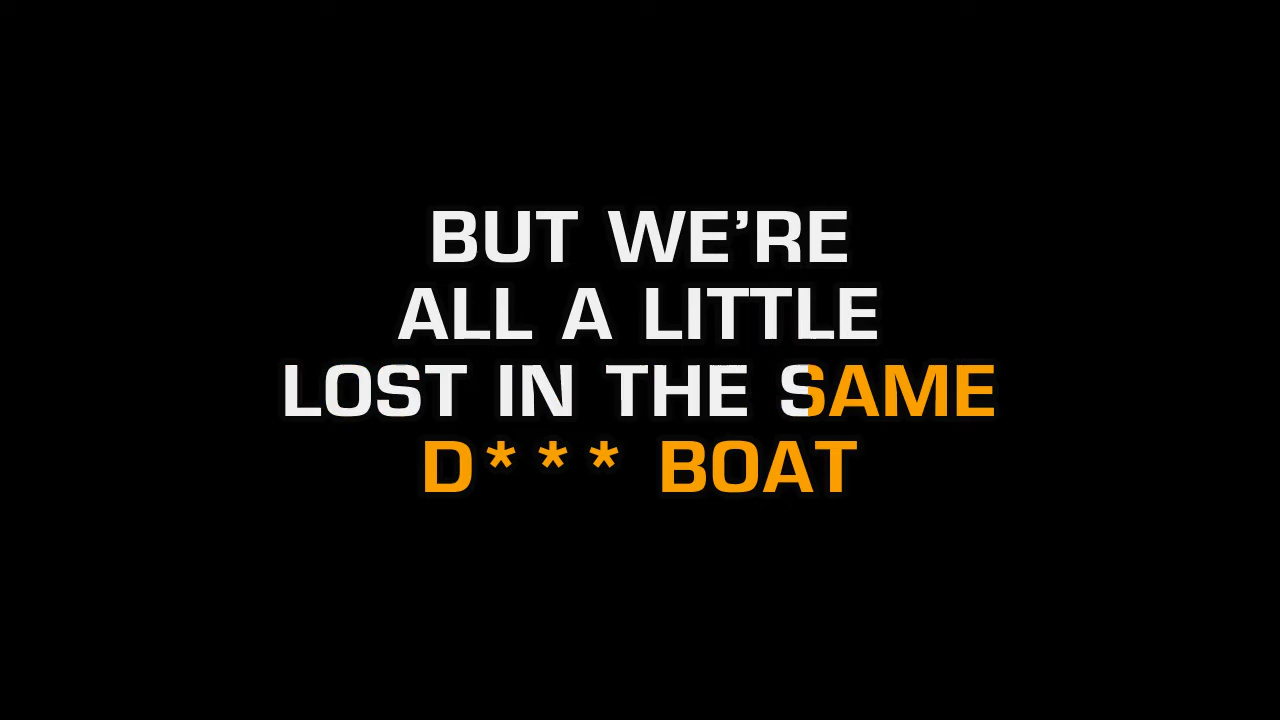 BUT WE’RE
ALL A LITTLE
LOST IN THE SAME
D*** BOAT